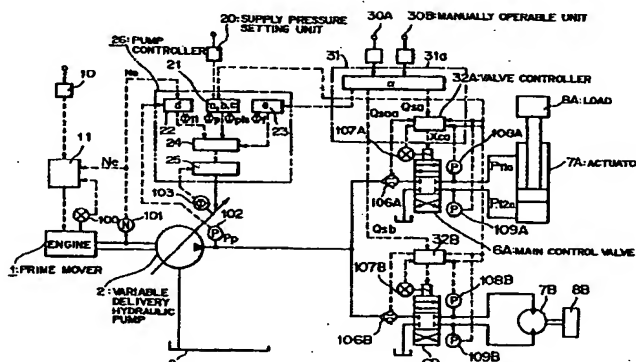 20: SUPPLY PRESSURE
SETTING UNIT
30A
30B: MANUALLY OPERABLE UNIT
26: PUMP
CONTROLLER
21
31
31a
10
Ne
α
32A: VALVE CONTROLLER
Qsa
8A: LOAD
d
a,b,c
e
22
23
Qsoa
107A
Xca
108A
11
24
Ne
25
P
P
7A: ACTUATOR
103
102
106A
109A
100
101
N
P
Pp
Qsb
6A: MAIN CONTROL VALVE
ENGINE
1: PRIME MOVER
32B
107B
108B
P
7B
8B
2: VARIABLE
DELIVERY
HYDRAULIC
PUMP
106B
P
109B